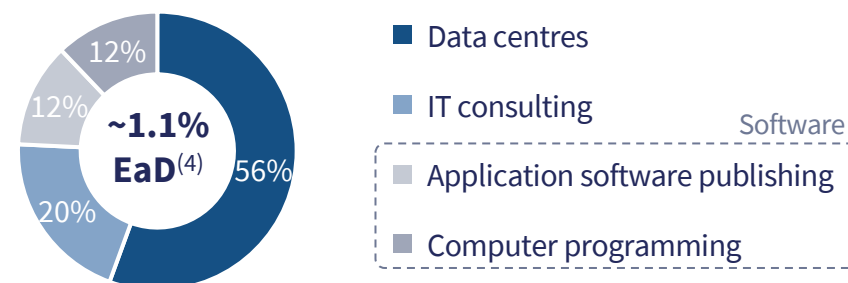 12%
12%
~1.1%
EaD(4)
56%
20%
Data centres
IT consulting
Software
Application software publishing
Computer programming